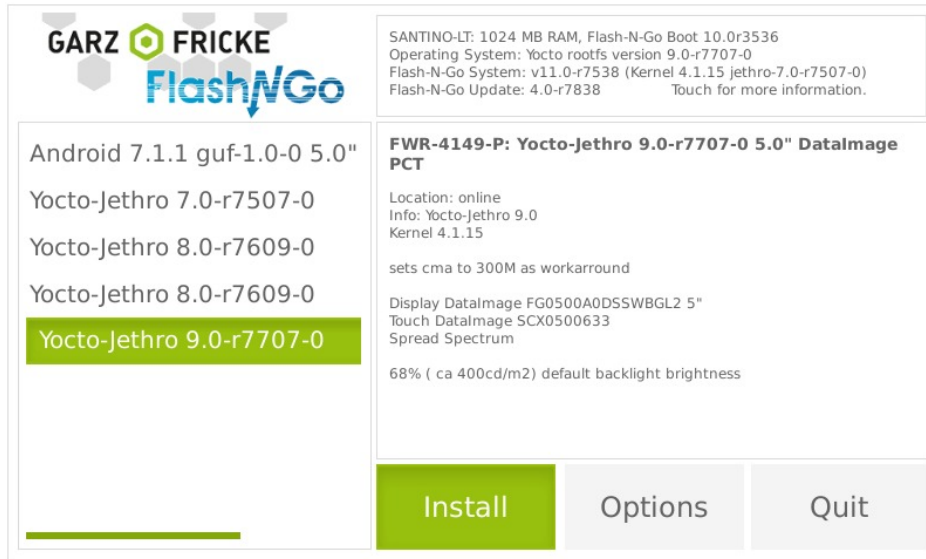 GARZ FRICKE
FlashNGo
SANTINO-LT: 1024 MB RAM, Flash-N-Go Boot 10.0r3536
Operating System: Yocto rootfs version 9.0-r7707-0
Flash-N-Go System: v11.0-r7538 (Kernel 4.1.15 jethro-7.0-r7507-0)
Flash-N-Go Update: 4.0-r7838 Touch for more information.
Android 7.1.1 guf-1.0-0 5.0"
Yocto-Jethro 7.0-r7507-0
Yocto-Jethro 8.0-r7609-0
Yocto-Jethro 8.0-r7609-0
Yocto-Jethro 9.0-r7707-0
FWR-4149-P: Yocto-Jethro 9.0-r7707-0 5.0" DataImage
PCT
Location: online
Info: Yocto-Jethro 9.0
Kernel 4.1.15
sets cma to 300M as workarround
Display DataImage FG0500A0DSSWBGL2 5"
Touch DataImage SCX0500633
Spread Spectrum
68% ( ca 400cd/m2) default backlight brightness
Install
Options
Quit